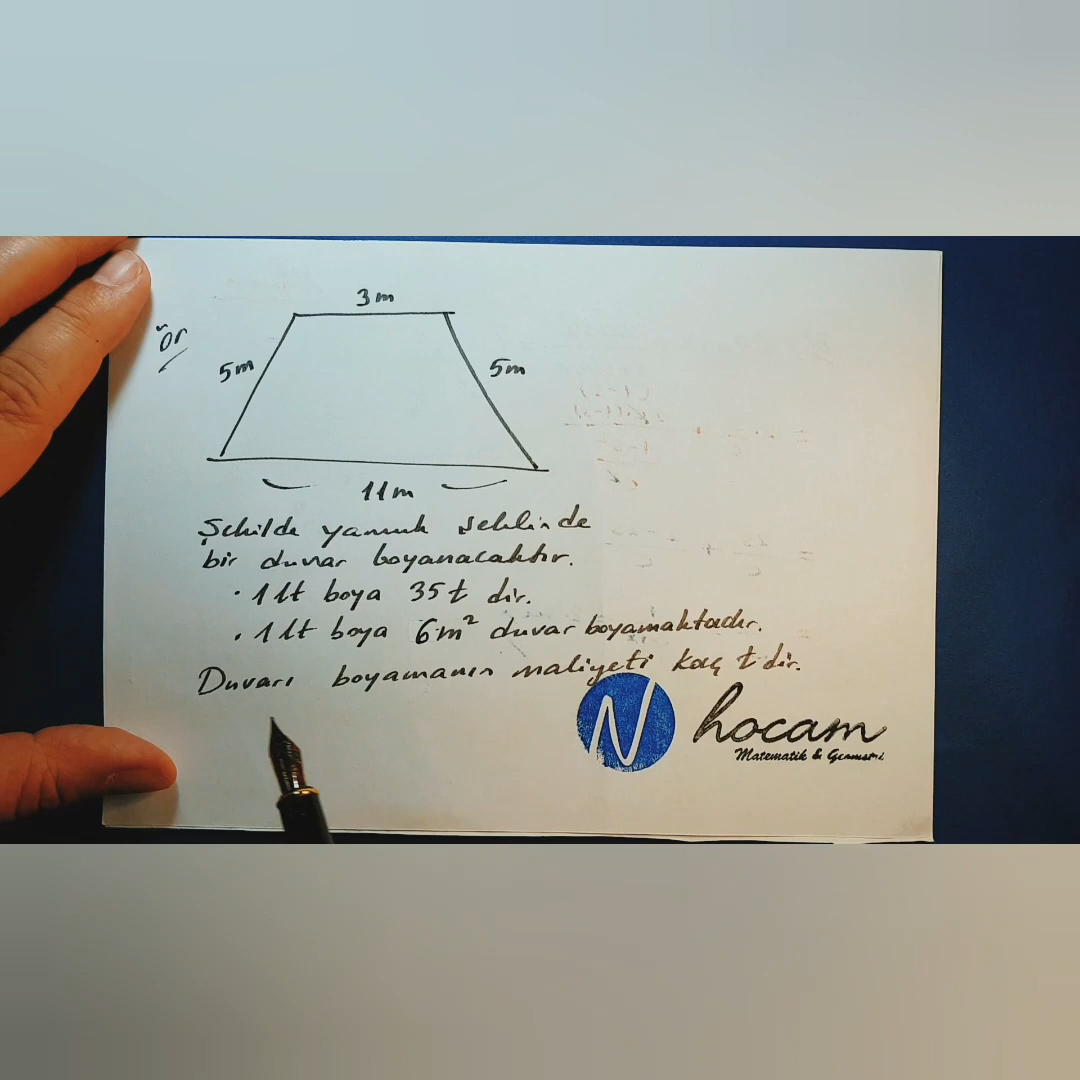 3m
ör
5m
5m
11m
Şekilde yamuk şeklinde
bir duvar boyanacaktır.
• 1 lt boya 35 ₺ dir.
• 1 lt boya 6m² duvar boyamaktadır.
Duvarı boyamanın maliyeti kaç ₺ dir.
N hocam
Matematik & Geometri